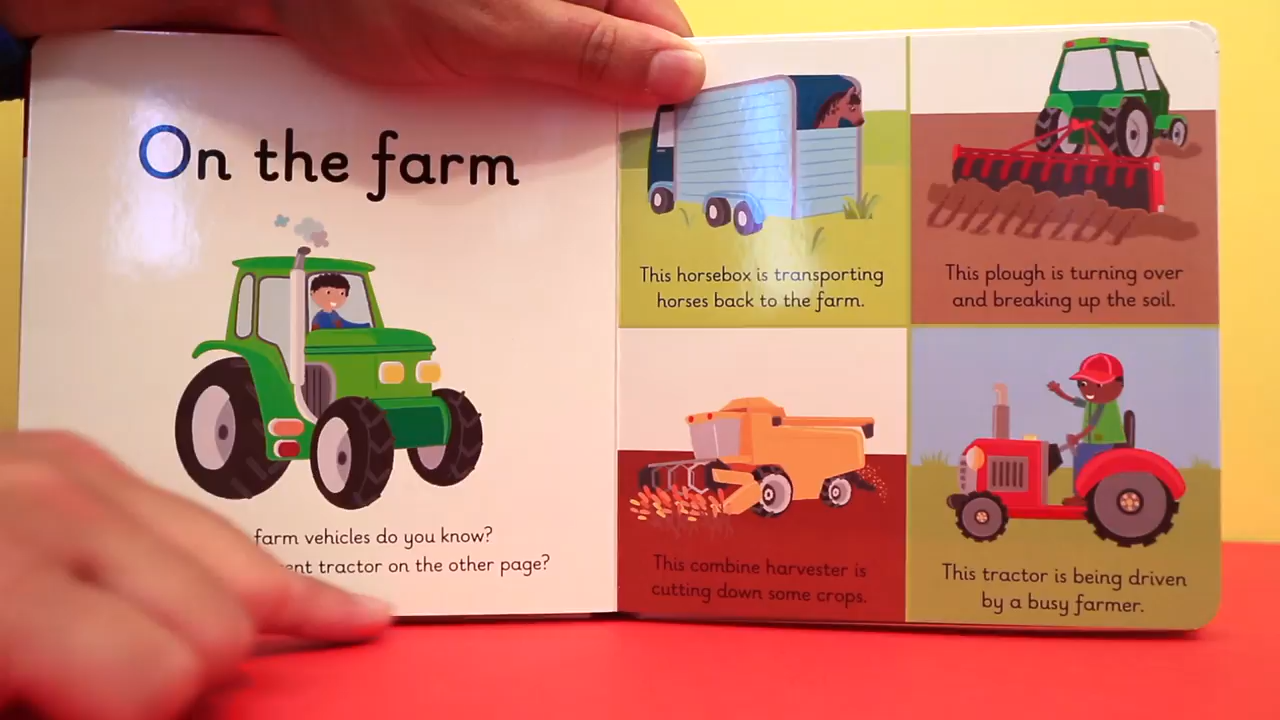 On the farm
farm vehicles do you know?
tractor on the other page?
This horsebox is transporting
horses back to the farm.
This plough is turning over
and breaking up the soil.
This combine harvester is
cutting down some crops.
This tractor is being driven
by a busy farmer.